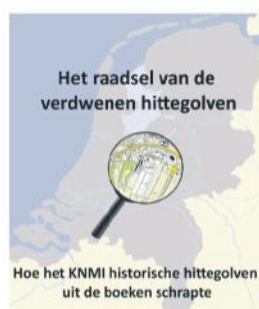 Het raadsel van de
verdwenen hittegolven
Hoe het KNMI historische hittegolven
uit de boeken schrapte